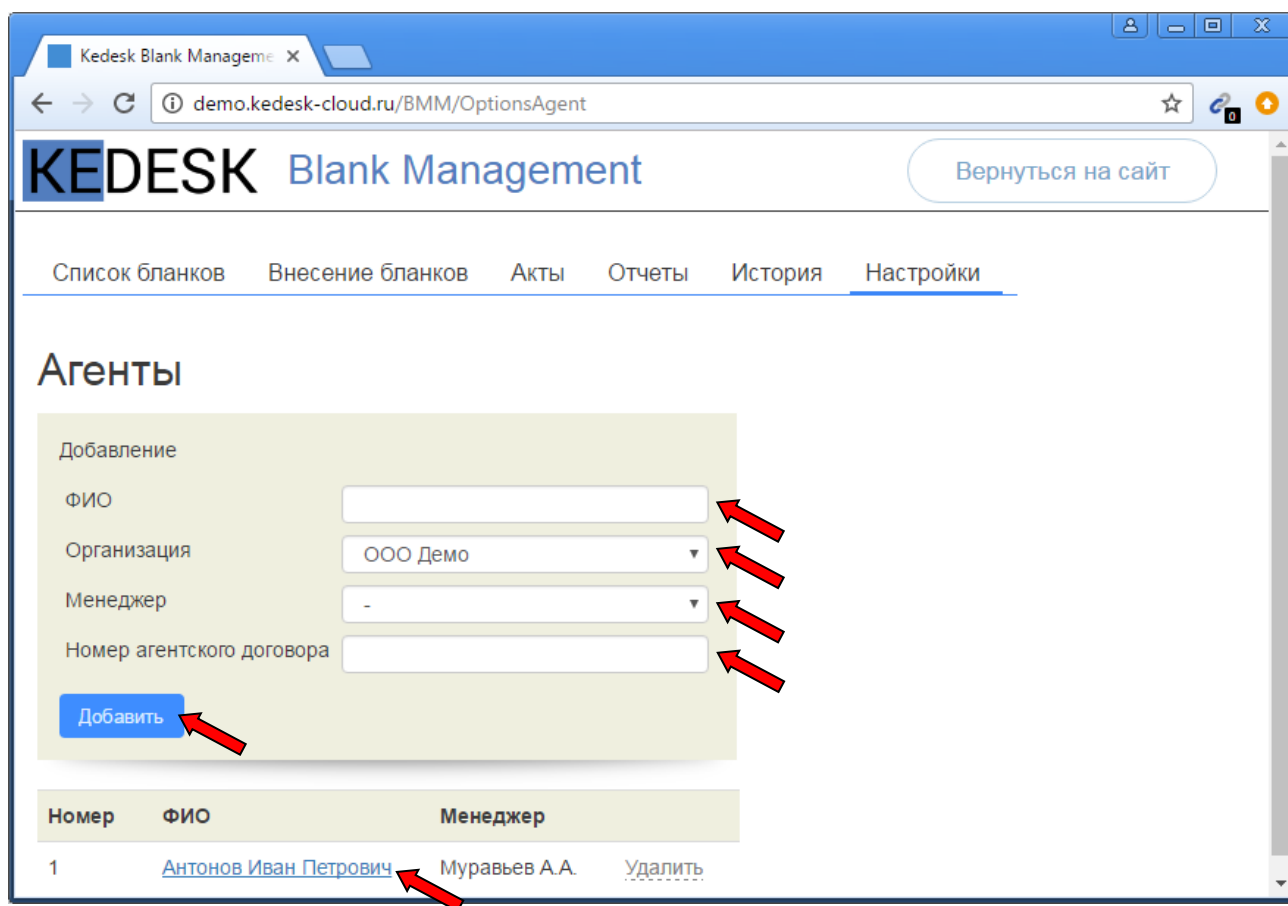 Kedesk Blank Manageme
demo.kedesk-cloud.ru/BMM/OptionsAgent
0
KEDESK Blank Management
Вернуться на сайт
Список бланков Внесение бланков Акты Отчеты История Настройки
Агенты
Добавление
ФИО
Организация ООО Демо
Менеджер -
Номер агентского договора
Добавить
Номер ФИО Менеджер
1 Антонов Иван Петрович Муравьев А.А. Удалить